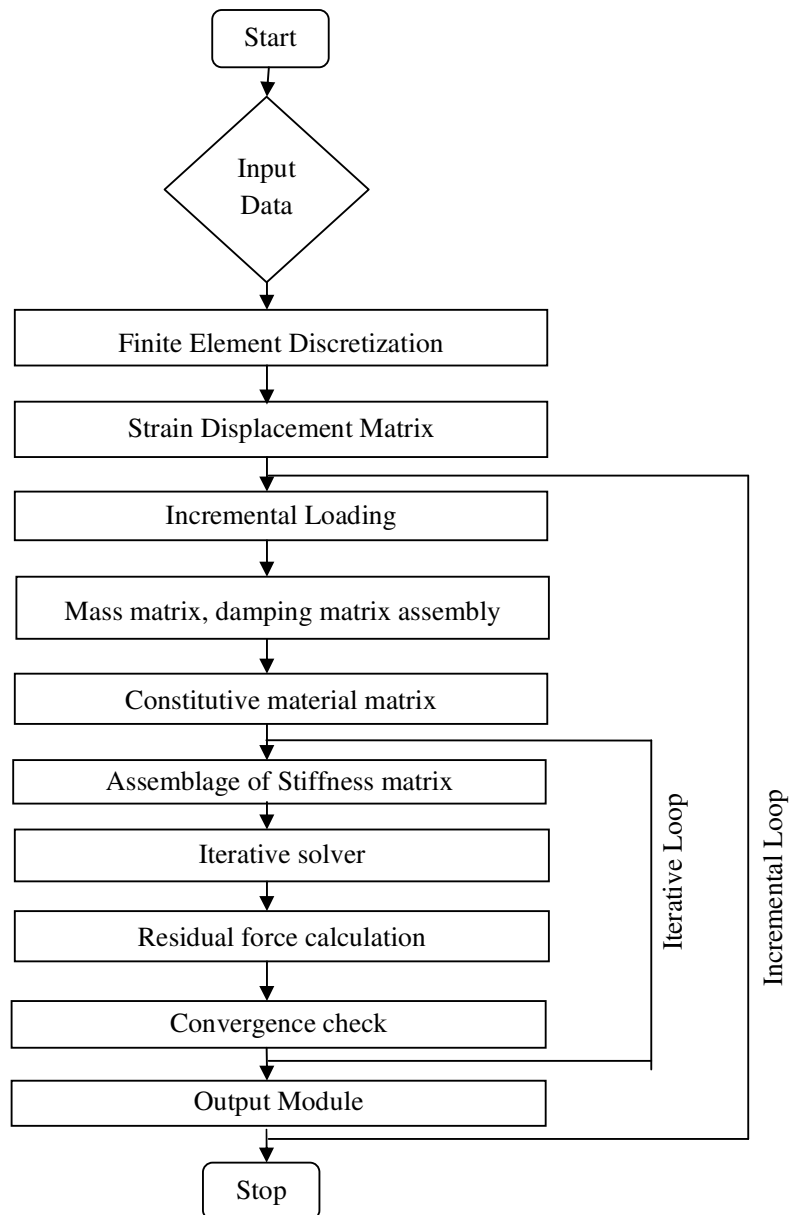 Start
Input
Data
Finite Element Discretization
Strain Displacement Matrix
Incremental Loading
Mass matrix, damping matrix assembly
Constitutive material matrix
Assemblage of Stiffness matrix
Iterative solver
Residual force calculation
Convergence check
Output Module
Stop
Iterative Loop
Incremental Loop